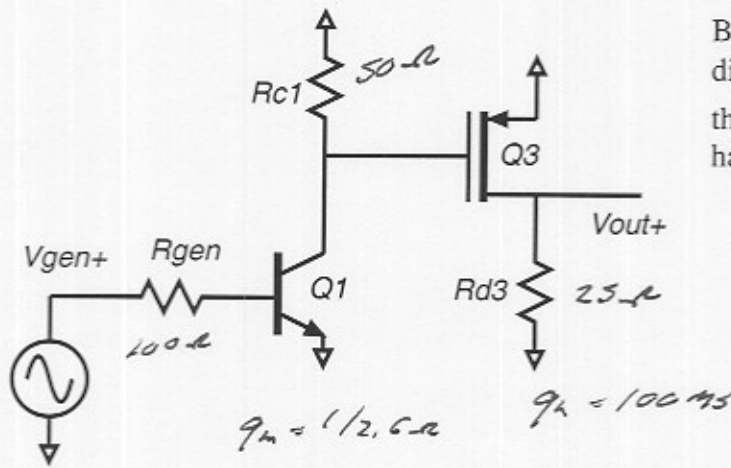 B
di
th
ha
50 Ω
Rc1
Q3
Vout+
Vgen+
Rgen
Q1
Rd3
25 Ω
100 Ω
gm = 1/2.6 Ω
gm = 100 mS